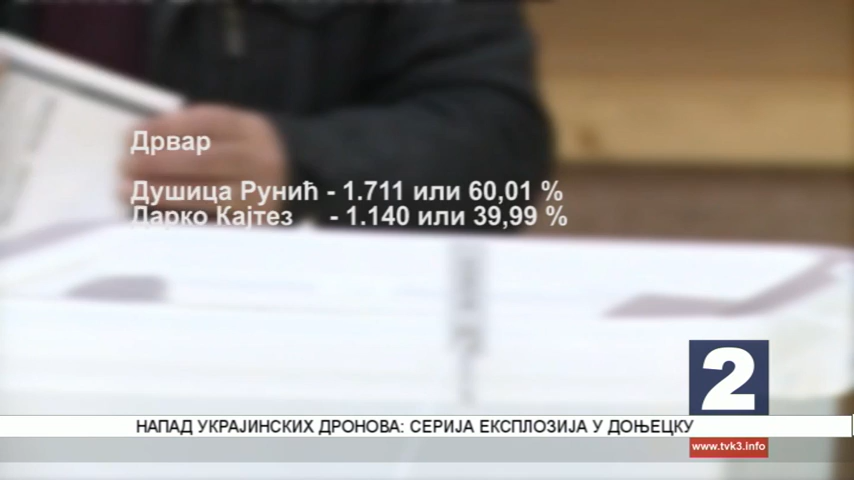 Дрвар
Душица Рунић - 1.711 или 60,01 %
Дарко Кајтез - 1.140 или 39,99 %
2
НАПАД УКРАЈИНСКИХ ДРОНОВА: СЕРИЈА ЕКСПЛОЗИЈА У ДОЊЕЦКУ
www.tvk3.info